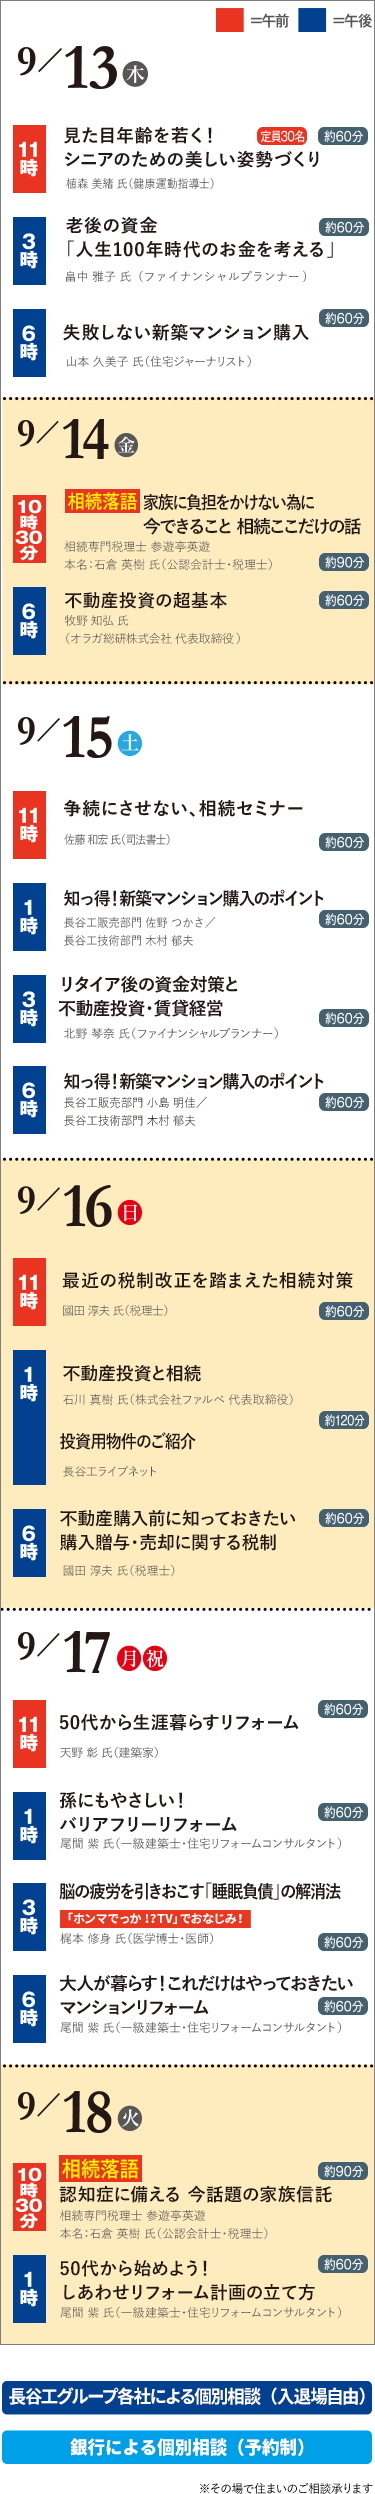 ＝午前 ＝午後
9／13 木
11時
見た目年齢を若く！ 定員30名 約60分
シニアのための美しい姿勢づくり
植森 美緒 氏（健康運動指導士）
3時
老後の資金 約60分
「人生100年時代のお金を考える」
畠中 雅子 氏（ファイナンシャルプランナー）
6時
約60分
失敗しない新築マンション購入
山本 久美子 氏（住宅ジャーナリスト）
9／14 金
10時30分
相続落語 家族に負担をかけない為に
今できること 相続ここだけの話
相続専門税理士 参遊亭英遊
本名：石倉 英樹 氏（公認会計士・税理士） 約90分
6時
不動産投資の超基本 約60分
牧野 知弘 氏
（オラガ総研株式会社 代表取締役）
9／15 土
11時
争続にさせない、相続セミナー
佐藤 和宏 氏（司法書士） 約60分
1時
知っ得！新築マンション購入のポイント
長谷工販売部門 佐野 つかさ／ 約60分
長谷工技術部門 木村 郁夫
3時
リタイア後の資金対策と
不動産投資・賃貸経営 約60分
北野 琴奈 氏（ファイナンシャルプランナー）
6時
知っ得！新築マンション購入のポイント
長谷工販売部門 小島 明佳／ 約60分
長谷工技術部門 木村 郁夫
9／16 日
11時
最近の税制改正を踏まえた相続対策
國田 淳夫 氏（税理士） 約60分
1時
不動産投資と相続
石川 真樹 氏（株式会社ファルベ 代表取締役）
約120分
投資用物件のご紹介
長谷工ライブネット
6時
不動産購入前に知っておきたい 約60分
購入贈与・売却に関する税制
國田 淳夫 氏（税理士）
9／17 月 祝
11時
約60分
50代から生涯暮らすリフォーム
天野 彰 氏（建築家）
1時
孫にもやさしい！ 約60分
バリアフリーリフォーム
尾間 紫 氏（一級建築士・住宅リフォームコンサルタント）
3時
脳の疲労を引きおこす「睡眠負債」の解消法
「ホンマでっか!?TV」でおなじみ！
梶本 修身 氏（医学博士・医師） 約60分
6時
大人が暮らす！これだけはやっておきたい
マンションリフォーム 約60分
尾間 紫 氏（一級建築士・住宅リフォームコンサルタント）
9／18 火
10時30分
相続落語 約90分
認知症に備える 今話題の家族信託
相続専門税理士 参遊亭英遊
本名：石倉 英樹 氏（公認会計士・税理士）
1時
50代から始めよう！ 約60分
しあわせリフォーム計画の立て方
尾間 紫 氏（一級建築士・住宅リフォームコンサルタント）
長谷工グループ各社による個別相談（入退場自由）
銀行による個別相談（予約制）
※その場で住まいのご相談承ります